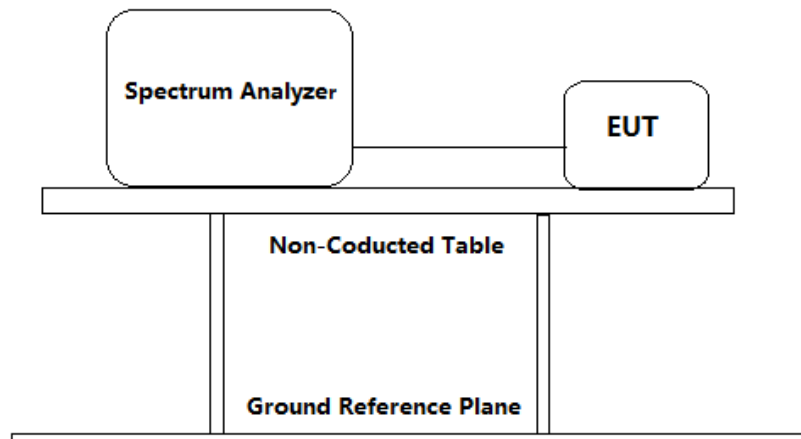 Spectrum Analyzer
EUT
Non-Coducted Table
Ground Reference Plane